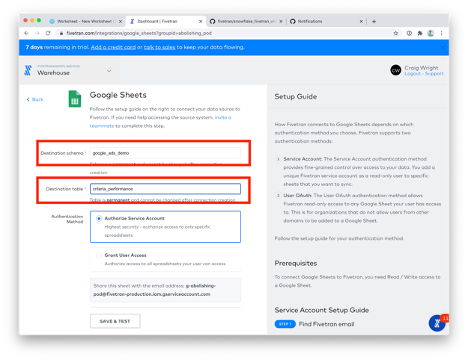 Worksheet - New Worksheet
Dashboard | Fivetran
fivetran/snowflake_fivetran_
Notifications
fivetran.com/integrations/google_sheets?groupid=abolishing_pod
7 days remaining in trial. Add a credit card or talk to sales to keep your data flowing.
Warehouse
CW
Craig Wright
Logout - Support
Back
Google Sheets
Follow the setup guide on the right to connect your data source to
Fivetran. If you need help accessing the source system, invite a
teammate to complete this step.
Destination schema
google_ads_demo
creation
Destination table
criteria_performance
Table is permanent and cannot be changed after connection creation
Authentication
Method
Authorize Service Account
Highest security - authorize access to only specific
spreadsheets
Grant User Access
Authorize access to all spreadsheets your user can access
Share this sheet with the email address: g-abolishing-
pod@fivetran-production.iam.gserviceaccount.com
SAVE & TEST
Setup Guide
How Fivetran connects to Google Sheets depends on which
authentication method you choose. Fivetran supports two
authentication methods:
Service Account: The Service Account authentication method
provides fine-grained control over access to your data. You add a
unique Fivetran service account as a read-only user to specific
sheets that you want to sync.
User OAuth: The User OAuth authentication method allows
Fivetran read-only access to any Google Sheet your user has access
to. This is for organizations that do not allow users from other
domains to be added to a Google Sheet.
Follow the setup guide for your authentication method.
Prerequisites
To connect Google Sheets to Fivetran, you need Read / Write access to
a Google Sheet.
Service Account Setup Guide
STEP 1
Find Fivetran email